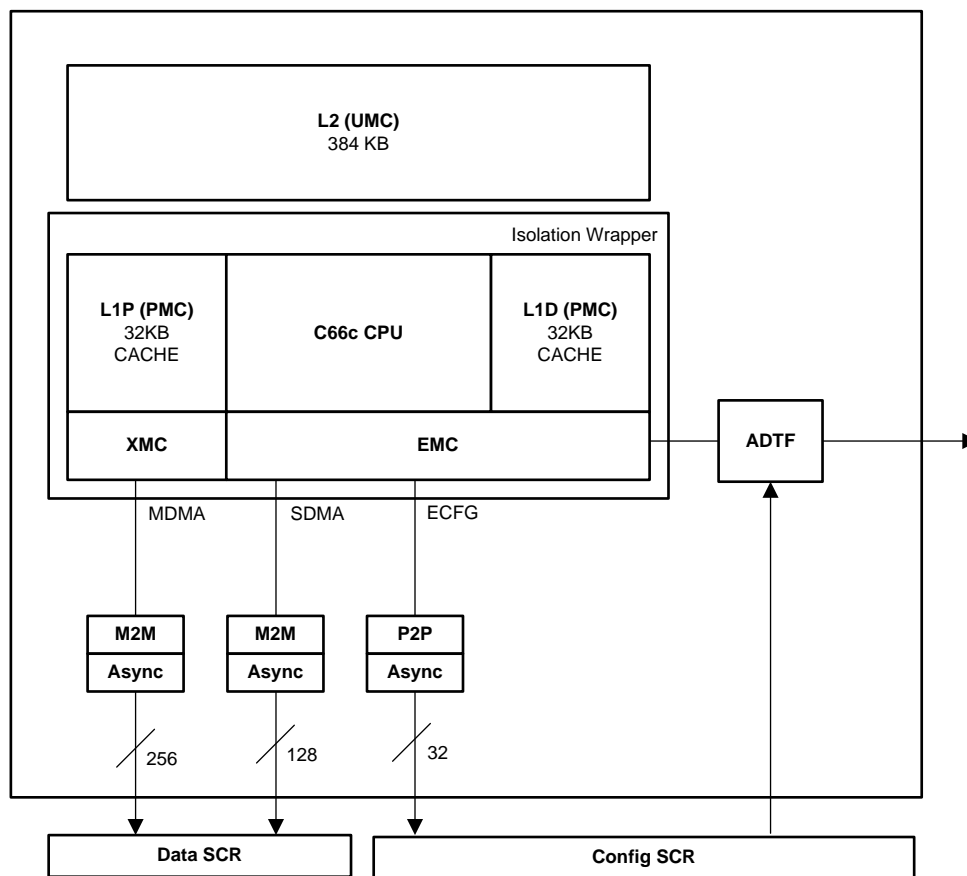 L2 (UMC)
384 KB
Isolation Wrapper
L1P (PMC)
32KB
CACHE
C66c CPU
L1D (PMC)
32KB
CACHE
XMC
EMC
ADTF
MDMA
SDMA
ECFG
M2M
Async
M2M
Async
P2P
Async
256
128
32
Data SCR
Config SCR